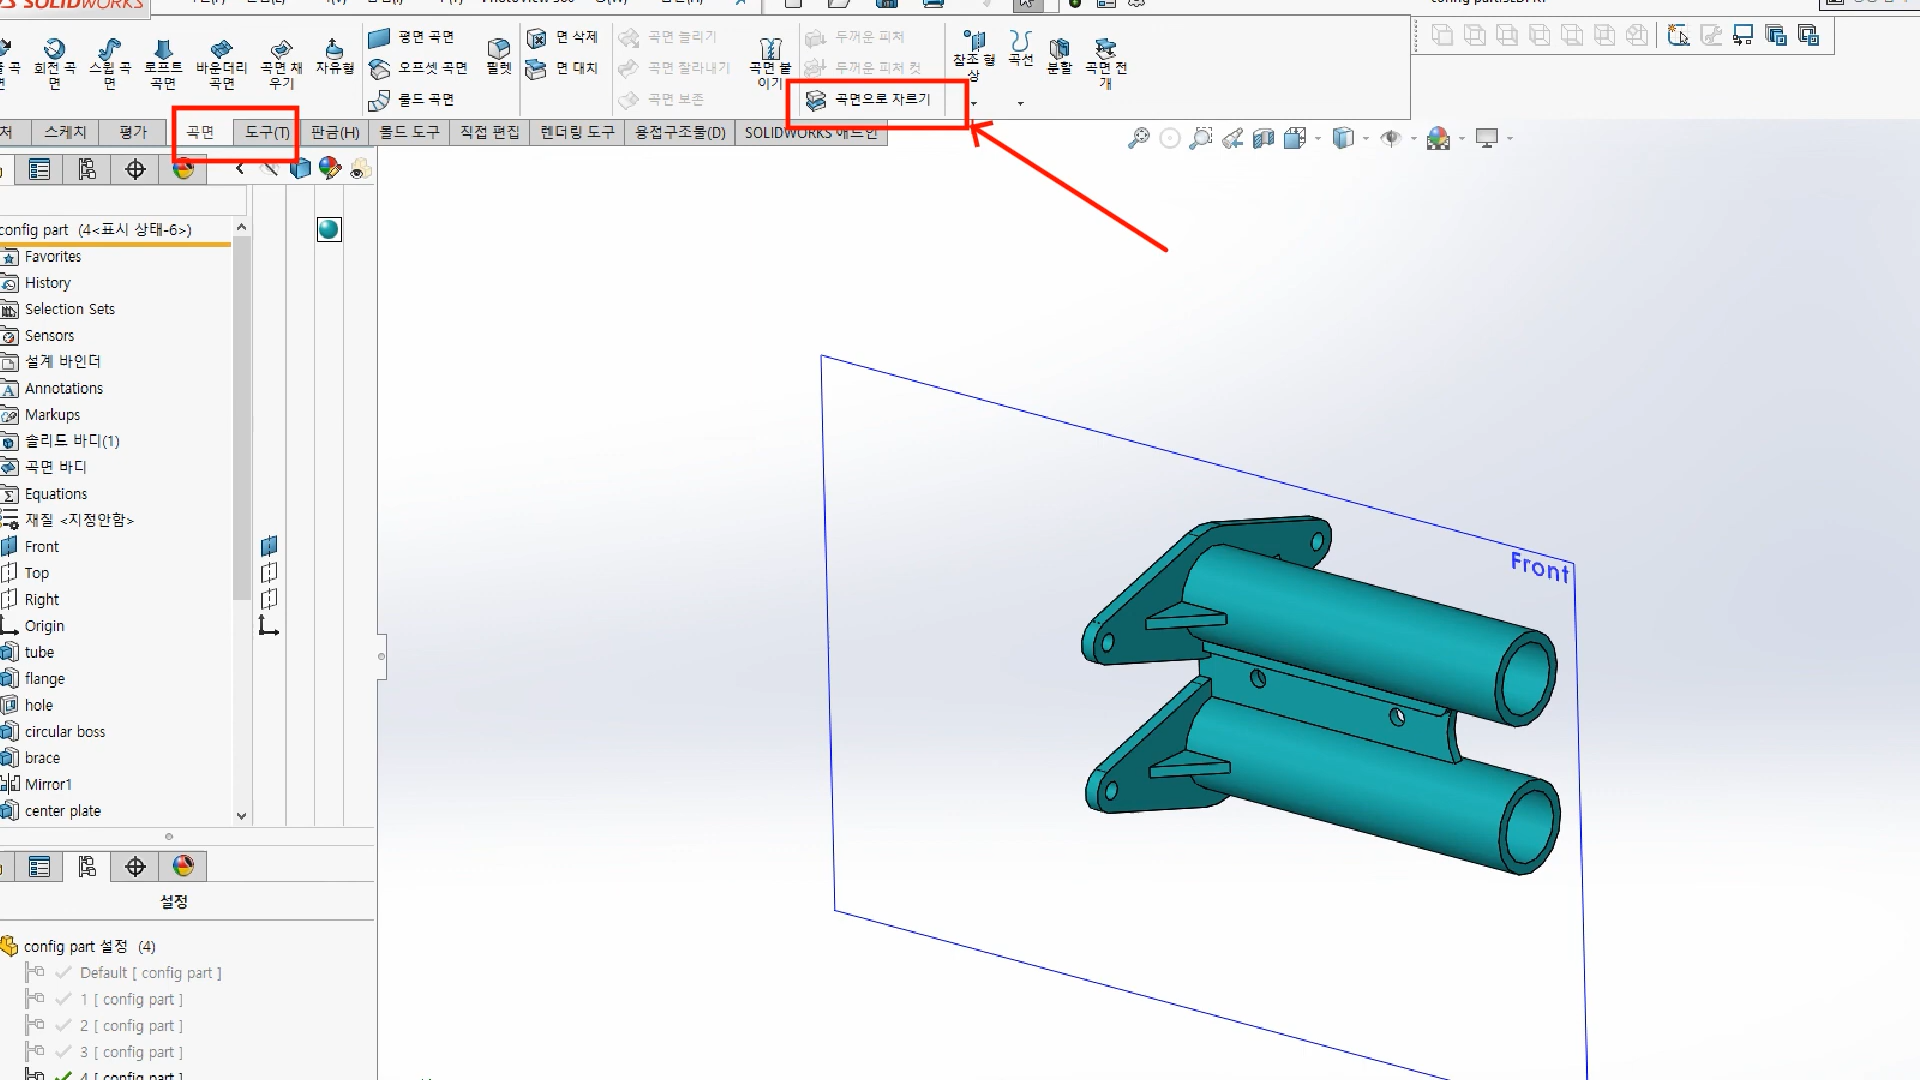 SOLIDWORKS
회전 곡면
스윕 곡면
로프트 곡면
바운더리 곡면
곡면 채우기
자유형
평면 곡면
오프셋 곡면
룰드 곡면
필렛
면 삭제
면 대치
곡면 늘리기
곡면 잘라내기
곡면 보존
곡면 붙이기
두꺼운 피처
두꺼운 피처 컷
곡면으로 자르기
참조 형상
곡선
분할
곡면 전개
스케치
평가
곡면
도구(T)
판금(H)
몰드 도구
직접 편집
렌더링 도구
용접구조물(D)
SOLIDWORKS 애드인
config part (4<표시 상태-6>)
Favorites
History
Selection Sets
Sensors
설계 바인더
Annotations
Markups
솔리드 바디(1)
곡면 바디
Equations
재질 <지정안함>
Front
Top
Right
Origin
tube
flange
hole
circular boss
brace
Mirror1
center plate
설정
config part 설정 (4)
Default [ config part ]
1 [ config part ]
2 [ config part ]
3 [ config part ]
4 [ config part ]
Front